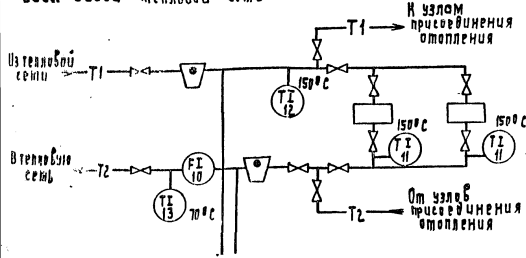 К узлам
Т1
присоединения
отопления
Из тепловой
сети
Т1
150°С
TI
12
150°С
150°С
TI
11
TI
11
В тепловую
сеть
Т2
FI
10
TI
13
70°С
От узлов
Т2
присоединения
отопления